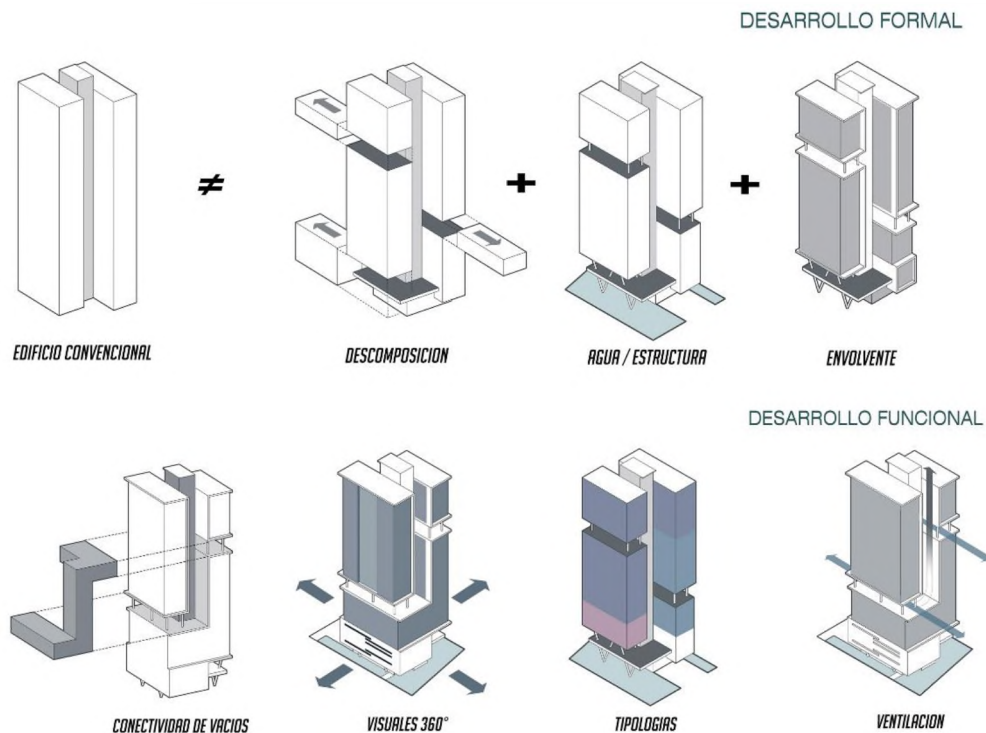 DESARROLLO FORMAL
≠
+
+
EDIFICIO CONVENCIONAL
DESCOMPOSICION
AGUA / ESTRUCTURA
ENVOLVENTE
DESARROLLO FUNCIONAL
CONECTIVIDAD DE VACIOS
VISUALES 360°
TIPOLOGIAS
VENTILACION